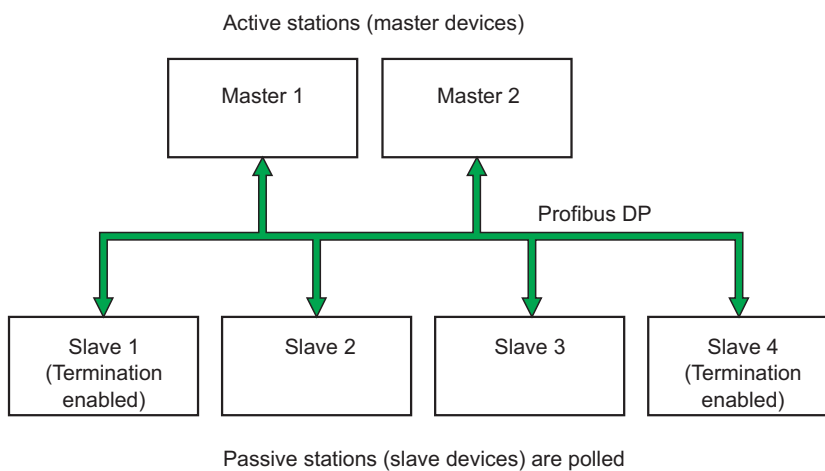 Active stations (master devices)
Master 1
Master 2
Profibus DP
Slave 1
(Termination
enabled)
Slave 2
Slave 3
Slave 4
(Termination
enabled)
Passive stations (slave devices) are polled